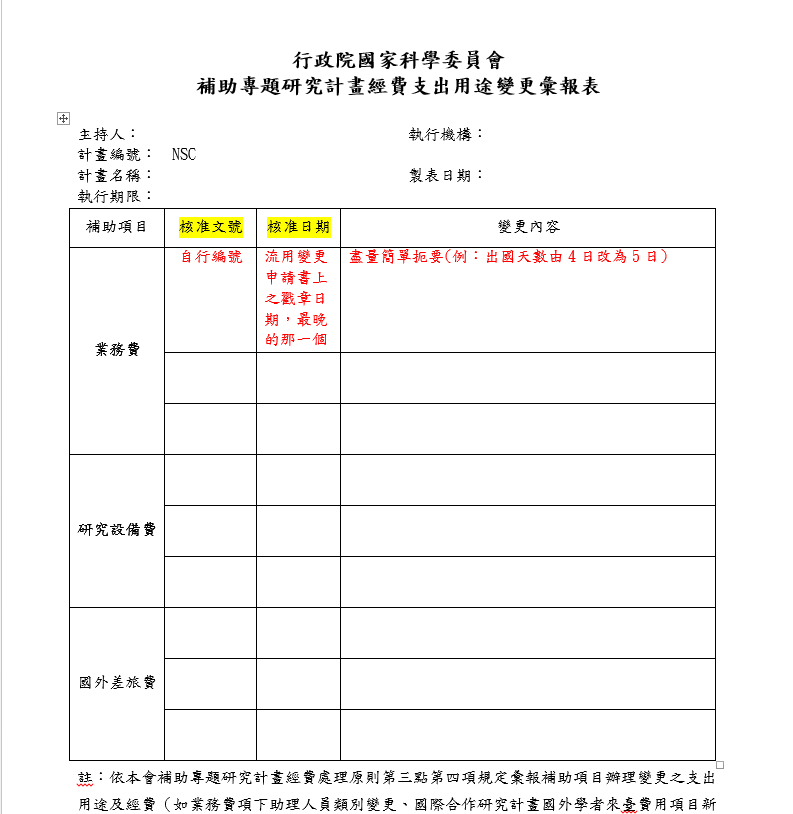 行政院國家科學委員會
補助專題研究計畫經費支出用途變更彙報表
主持人： 執行機構：
計畫編號： NSC
計畫名稱： 製表日期：
執行期限：
補助項目 核准文號 核准日期 變更內容
業務費 自行編號 流用變更 盡量簡單扼要(例：出國天數由4日改為5日)
申請書上
之戳章日
期，最晚
的那一個
研究設備費
國外差旅費
註：依本會補助專題研究計畫經費處理原則第三點第四項規定彙報補助項目辦理變更之支出
用途及經費（如業務費項下助理人員類別變更、國際合作研究計畫國外學者來臺費用項目新